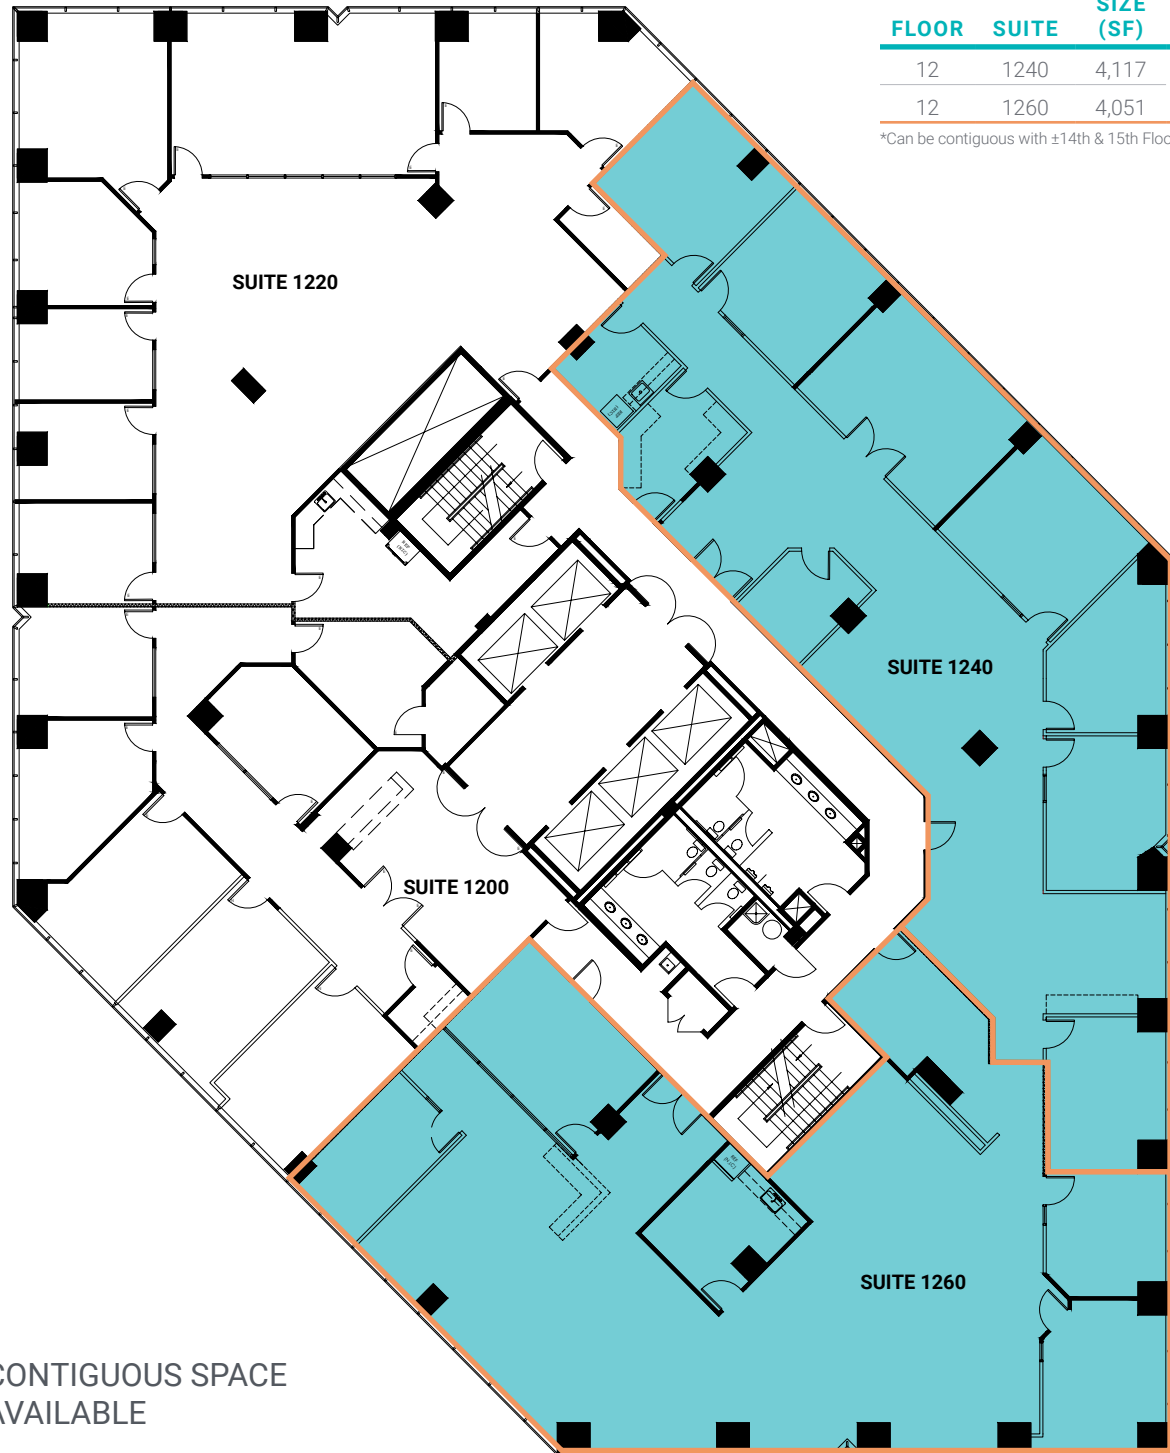 SIZE
FLOOR SUITE (SF)
12 1240 4,117
12 1260 4,051
*Can be contiguous with ±14th & 15th Floo
SUITE 1220
SUITE 1240
SUITE 1200
REF
(N.I.C)
SUITE 1260
CONTIGUOUS SPACE
AVAILABLE